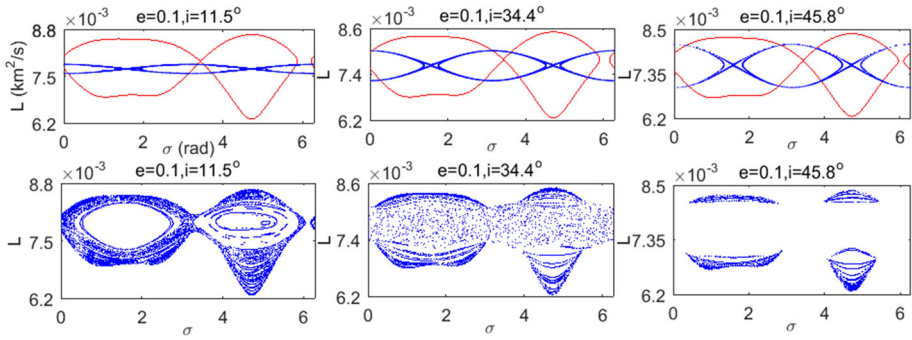 ×10⁻³ e=0.1,i=11.5°
8.8
7.5
6.2
L (km²/s)
0 2 4 6
σ (rad)
×10⁻³ e=0.1,i=34.4°
8.6
7.4
6.2
L
0 2 4 6
σ
×10⁻³ e=0.1,i=45.8°
8.5
7.35
6.2
L
0 2 4 6
σ
×10⁻³ e=0.1,i=11.5°
8.8
7.5
6.2
L
0 2 4 6
σ
×10⁻³ e=0.1,i=34.4°
8.6
7.4
6.2
L
0 2 4 6
σ
×10⁻³ e=0.1,i=45.8°
8.5
7.35
6.2
L
0 2 4 6
σ